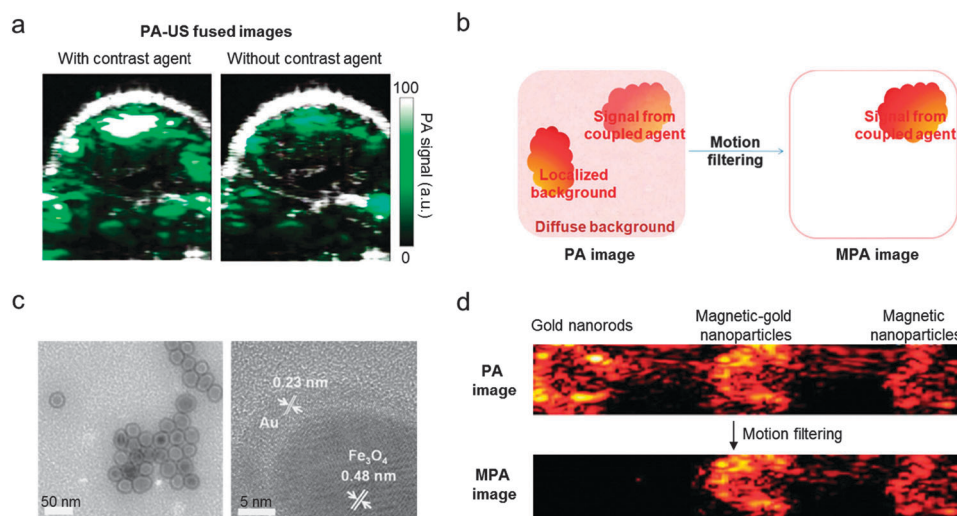 a
PA-US fused images
With contrast agent
Without contrast agent
100
PA signal (a.u.)
0
b
Signal from
coupled agent
Localized
background
Diffuse background
PA image
Motion
filtering
Signal from
coupled agent
MPA image
c
50 nm
0.23 nm
Au
Fe₃O₄
0.48 nm
5 nm
d
Gold nanorods
Magnetic-gold
nanoparticles
Magnetic
nanoparticles
PA
image
Motion filtering
MPA
image